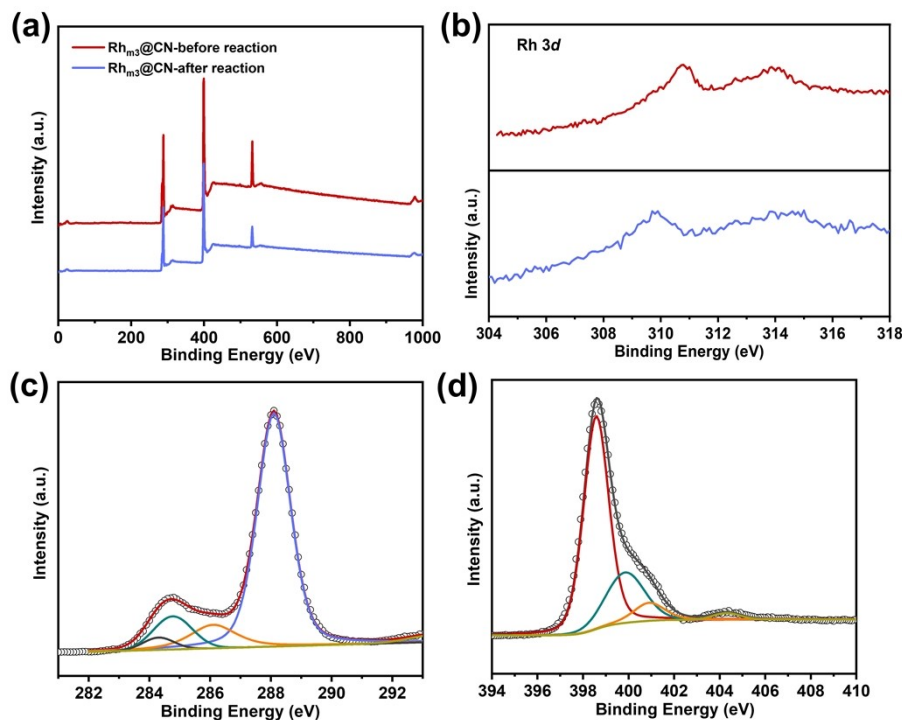 (a)
Rhm3@CN-before reaction
Rhm3@CN-after reaction
Intensity (a.u.)
0 200 400 600 800 1000
Binding Energy (eV)
(b)
Rh 3d
Intensity (a.u.)
304 306 308 310 312 314 316 318
Binding Energy (eV)
(c)
Intensity (a.u.)
282 284 286 288 290 292
Binding Energy (eV)
(d)
Intensity (a.u.)
394 396 398 400 402 404 406 408 410
Binding Energy (eV)